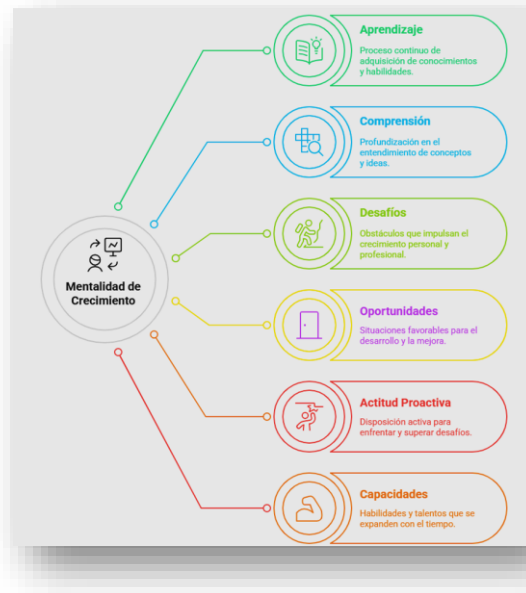 Aprendizaje
Proceso continuo de
adquisición de conocimientos
y habilidades.
Comprensión
Profundización en el
entendimiento de conceptos
y ideas.
Desafíos
Obstáculos que impulsan el
crecimiento personal y
profesional.
Mentalidad de
Crecimiento
Oportunidades
Situaciones favorables para el
desarrollo y la mejora.
Actitud Proactiva
Disposición activa para
enfrentar y superar desafíos.
Capacidades
Habilidades y talentos que se
expanden con el tiempo.